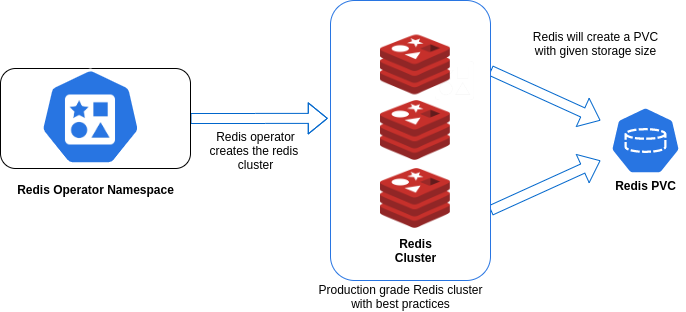 Redis Operator Namespace
Redis operator
creates the redis
cluster
Redis
Cluster
Production grade Redis cluster
with best practices
Redis will create a PVC
with given storage size
Redis PVC